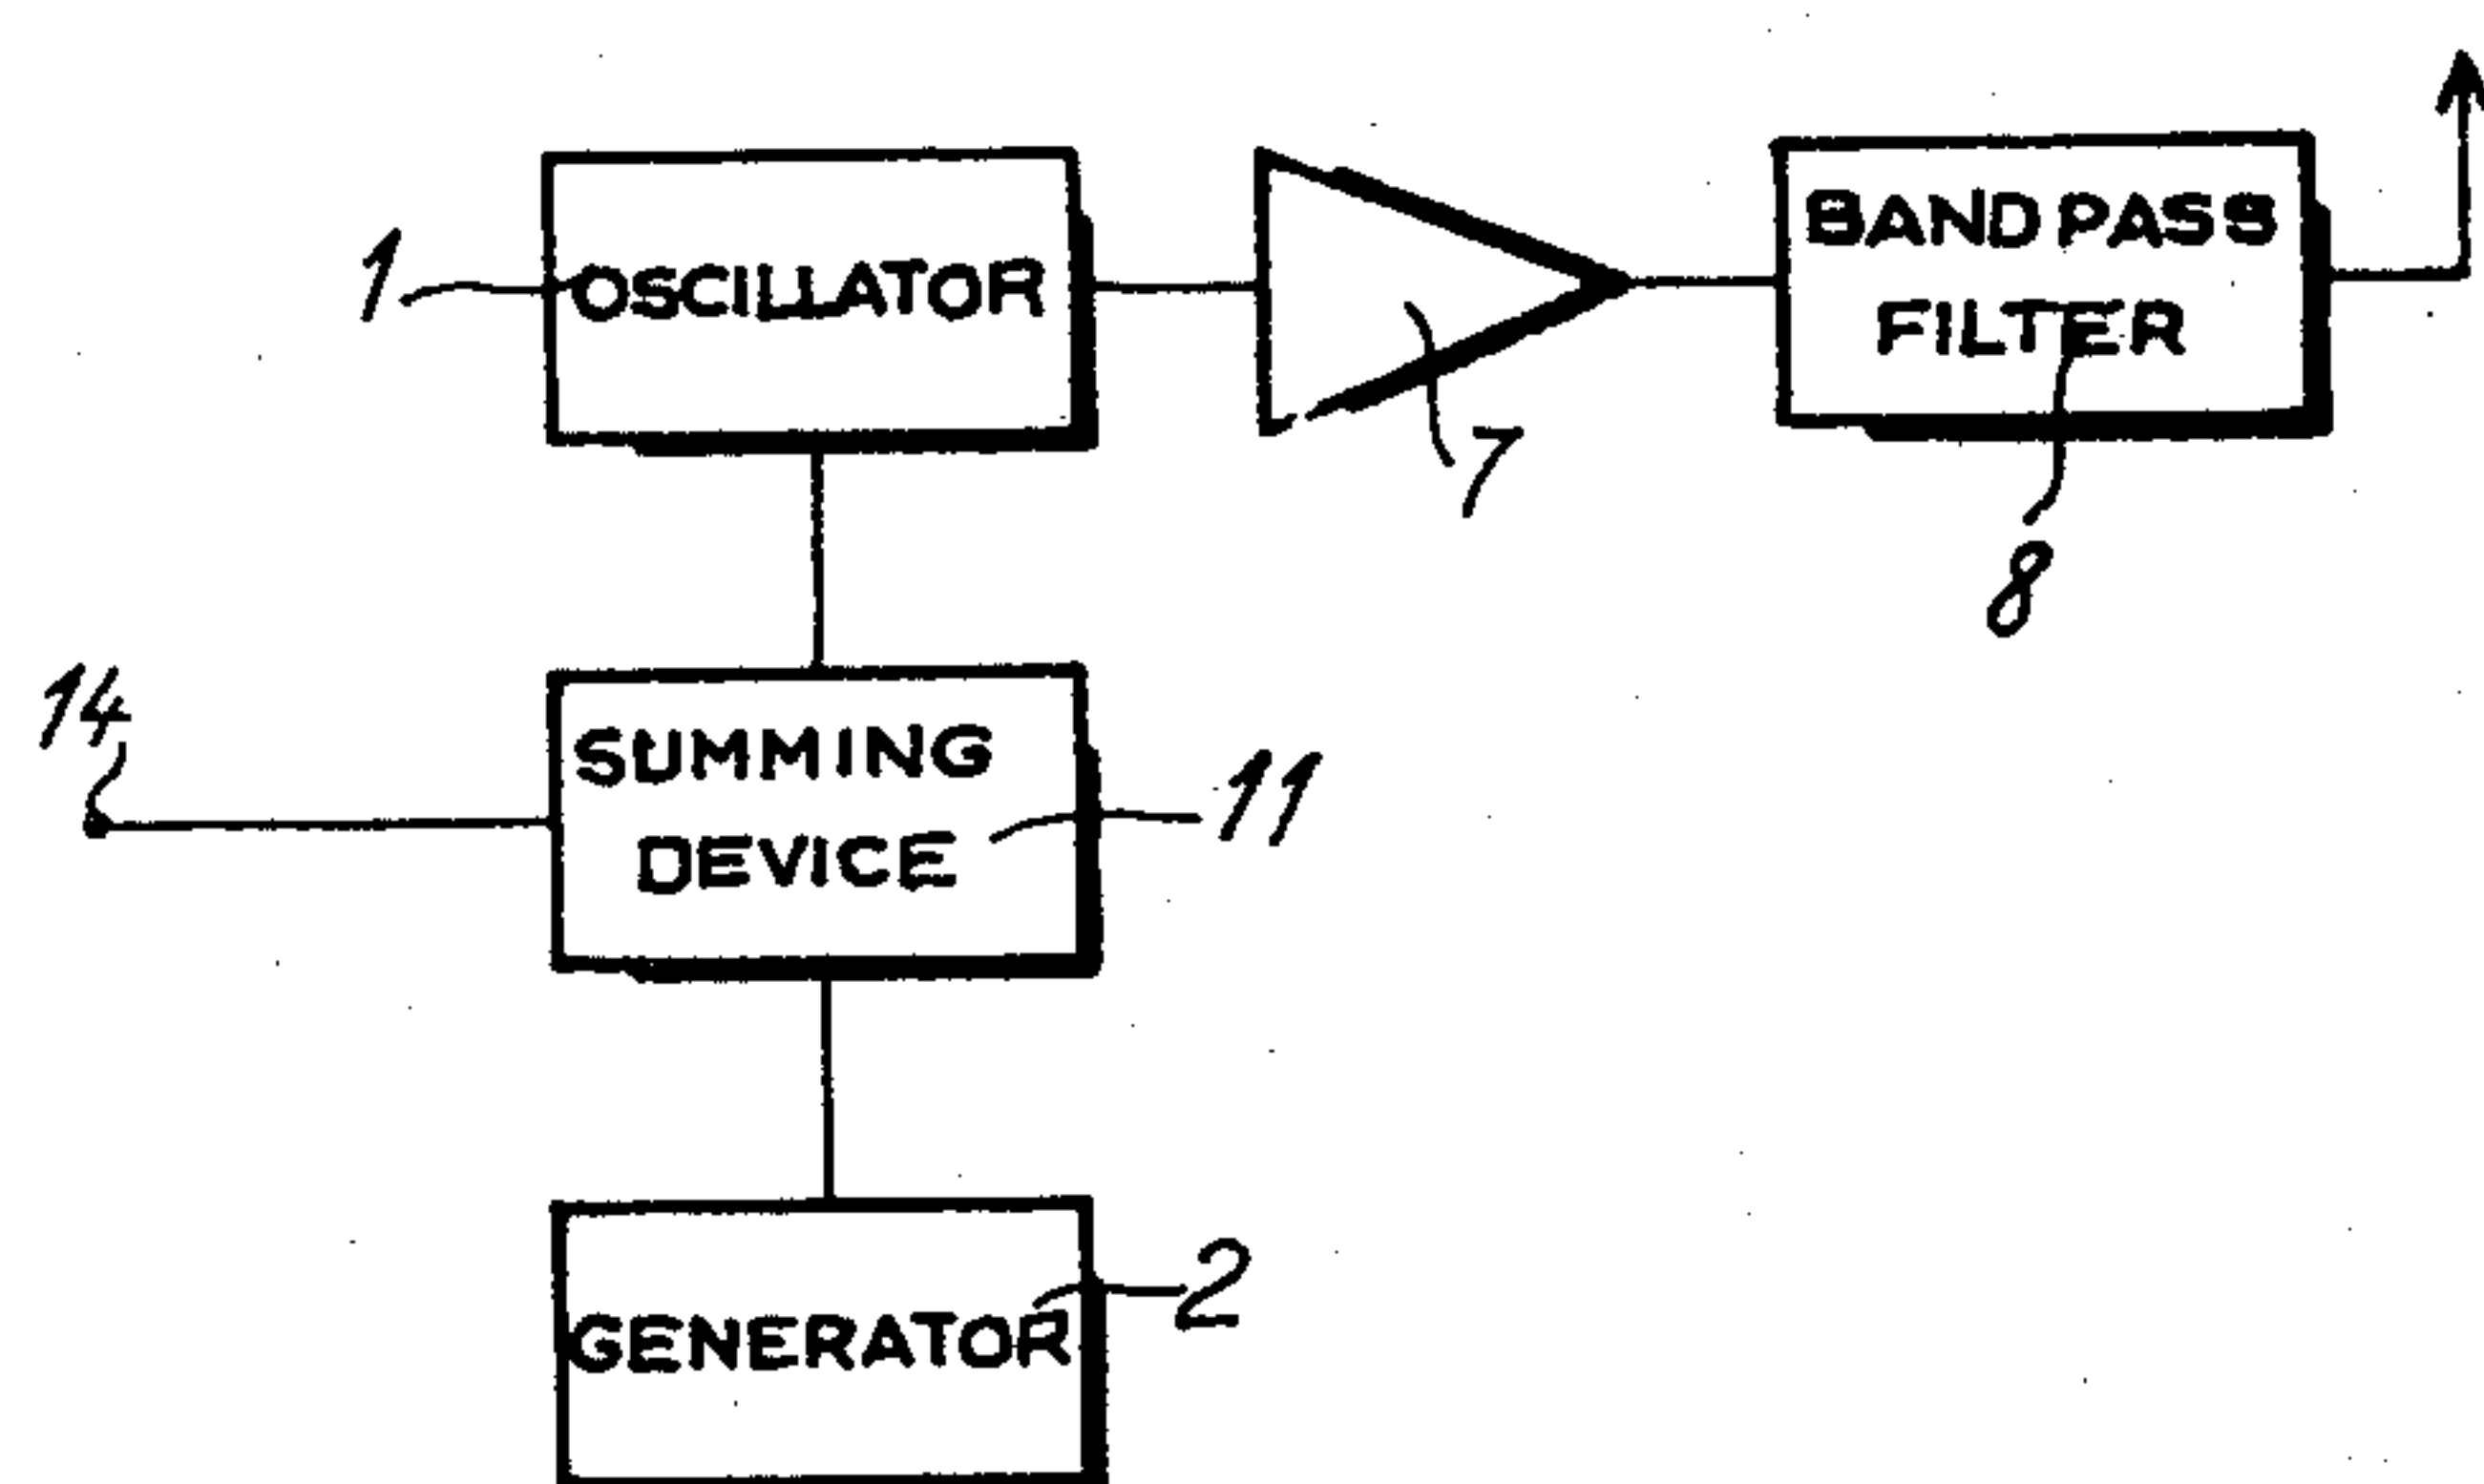 1
OSCILLATOR
BAND PASS
FILTER
7
8
14
SUMMING
DEVICE
11
2
GENERATOR